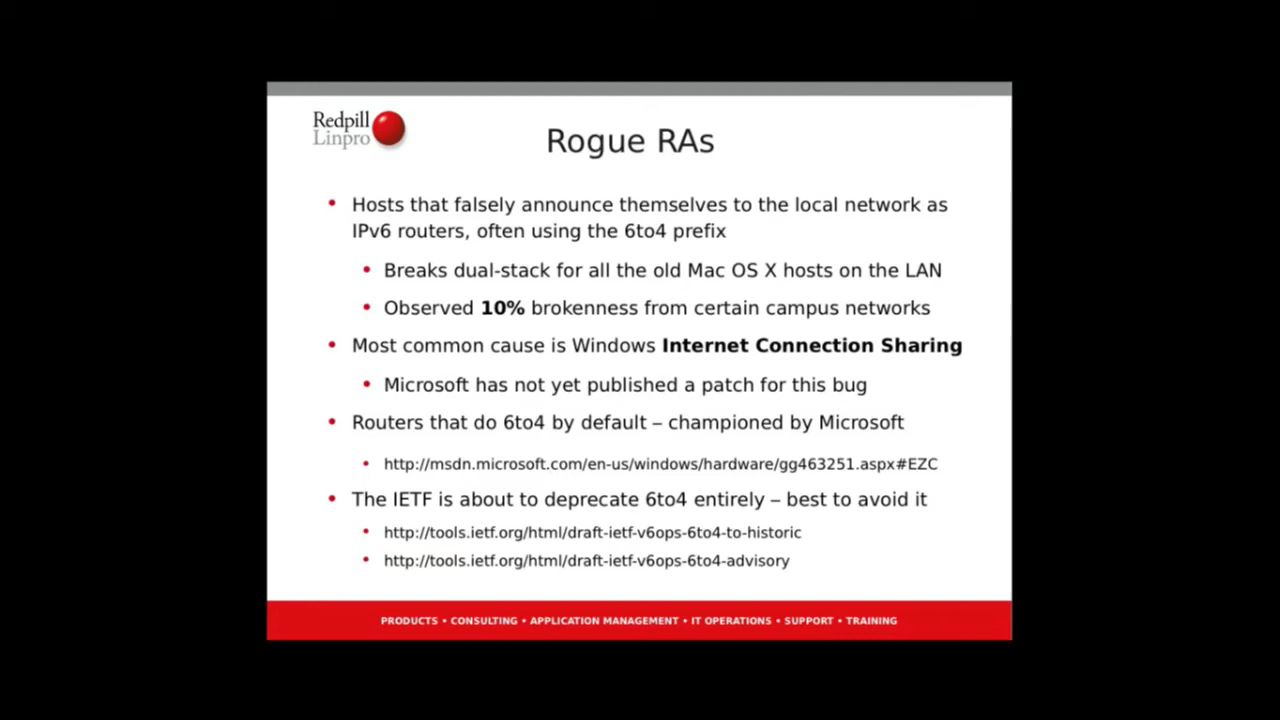 Redpill
Linpro
Rogue RAs
• Hosts that falsely announce themselves to the local network as
IPv6 routers, often using the 6to4 prefix
• Breaks dual-stack for all the old Mac OS X hosts on the LAN
• Observed 10% brokenness from certain campus networks
• Most common cause is Windows Internet Connection Sharing
• Microsoft has not yet published a patch for this bug
• Routers that do 6to4 by default – championed by Microsoft
• http://msdn.microsoft.com/en-us/windows/hardware/gg463251.aspx#EZC
• The IETF is about to deprecate 6to4 entirely – best to avoid it
• http://tools.ietf.org/html/draft-ietf-v6ops-6to4-to-historic
• http://tools.ietf.org/html/draft-ietf-v6ops-6to4-advisory
PRODUCTS • CONSULTING • APPLICATION MANAGEMENT • IT OPERATIONS • SUPPORT • TRAINING